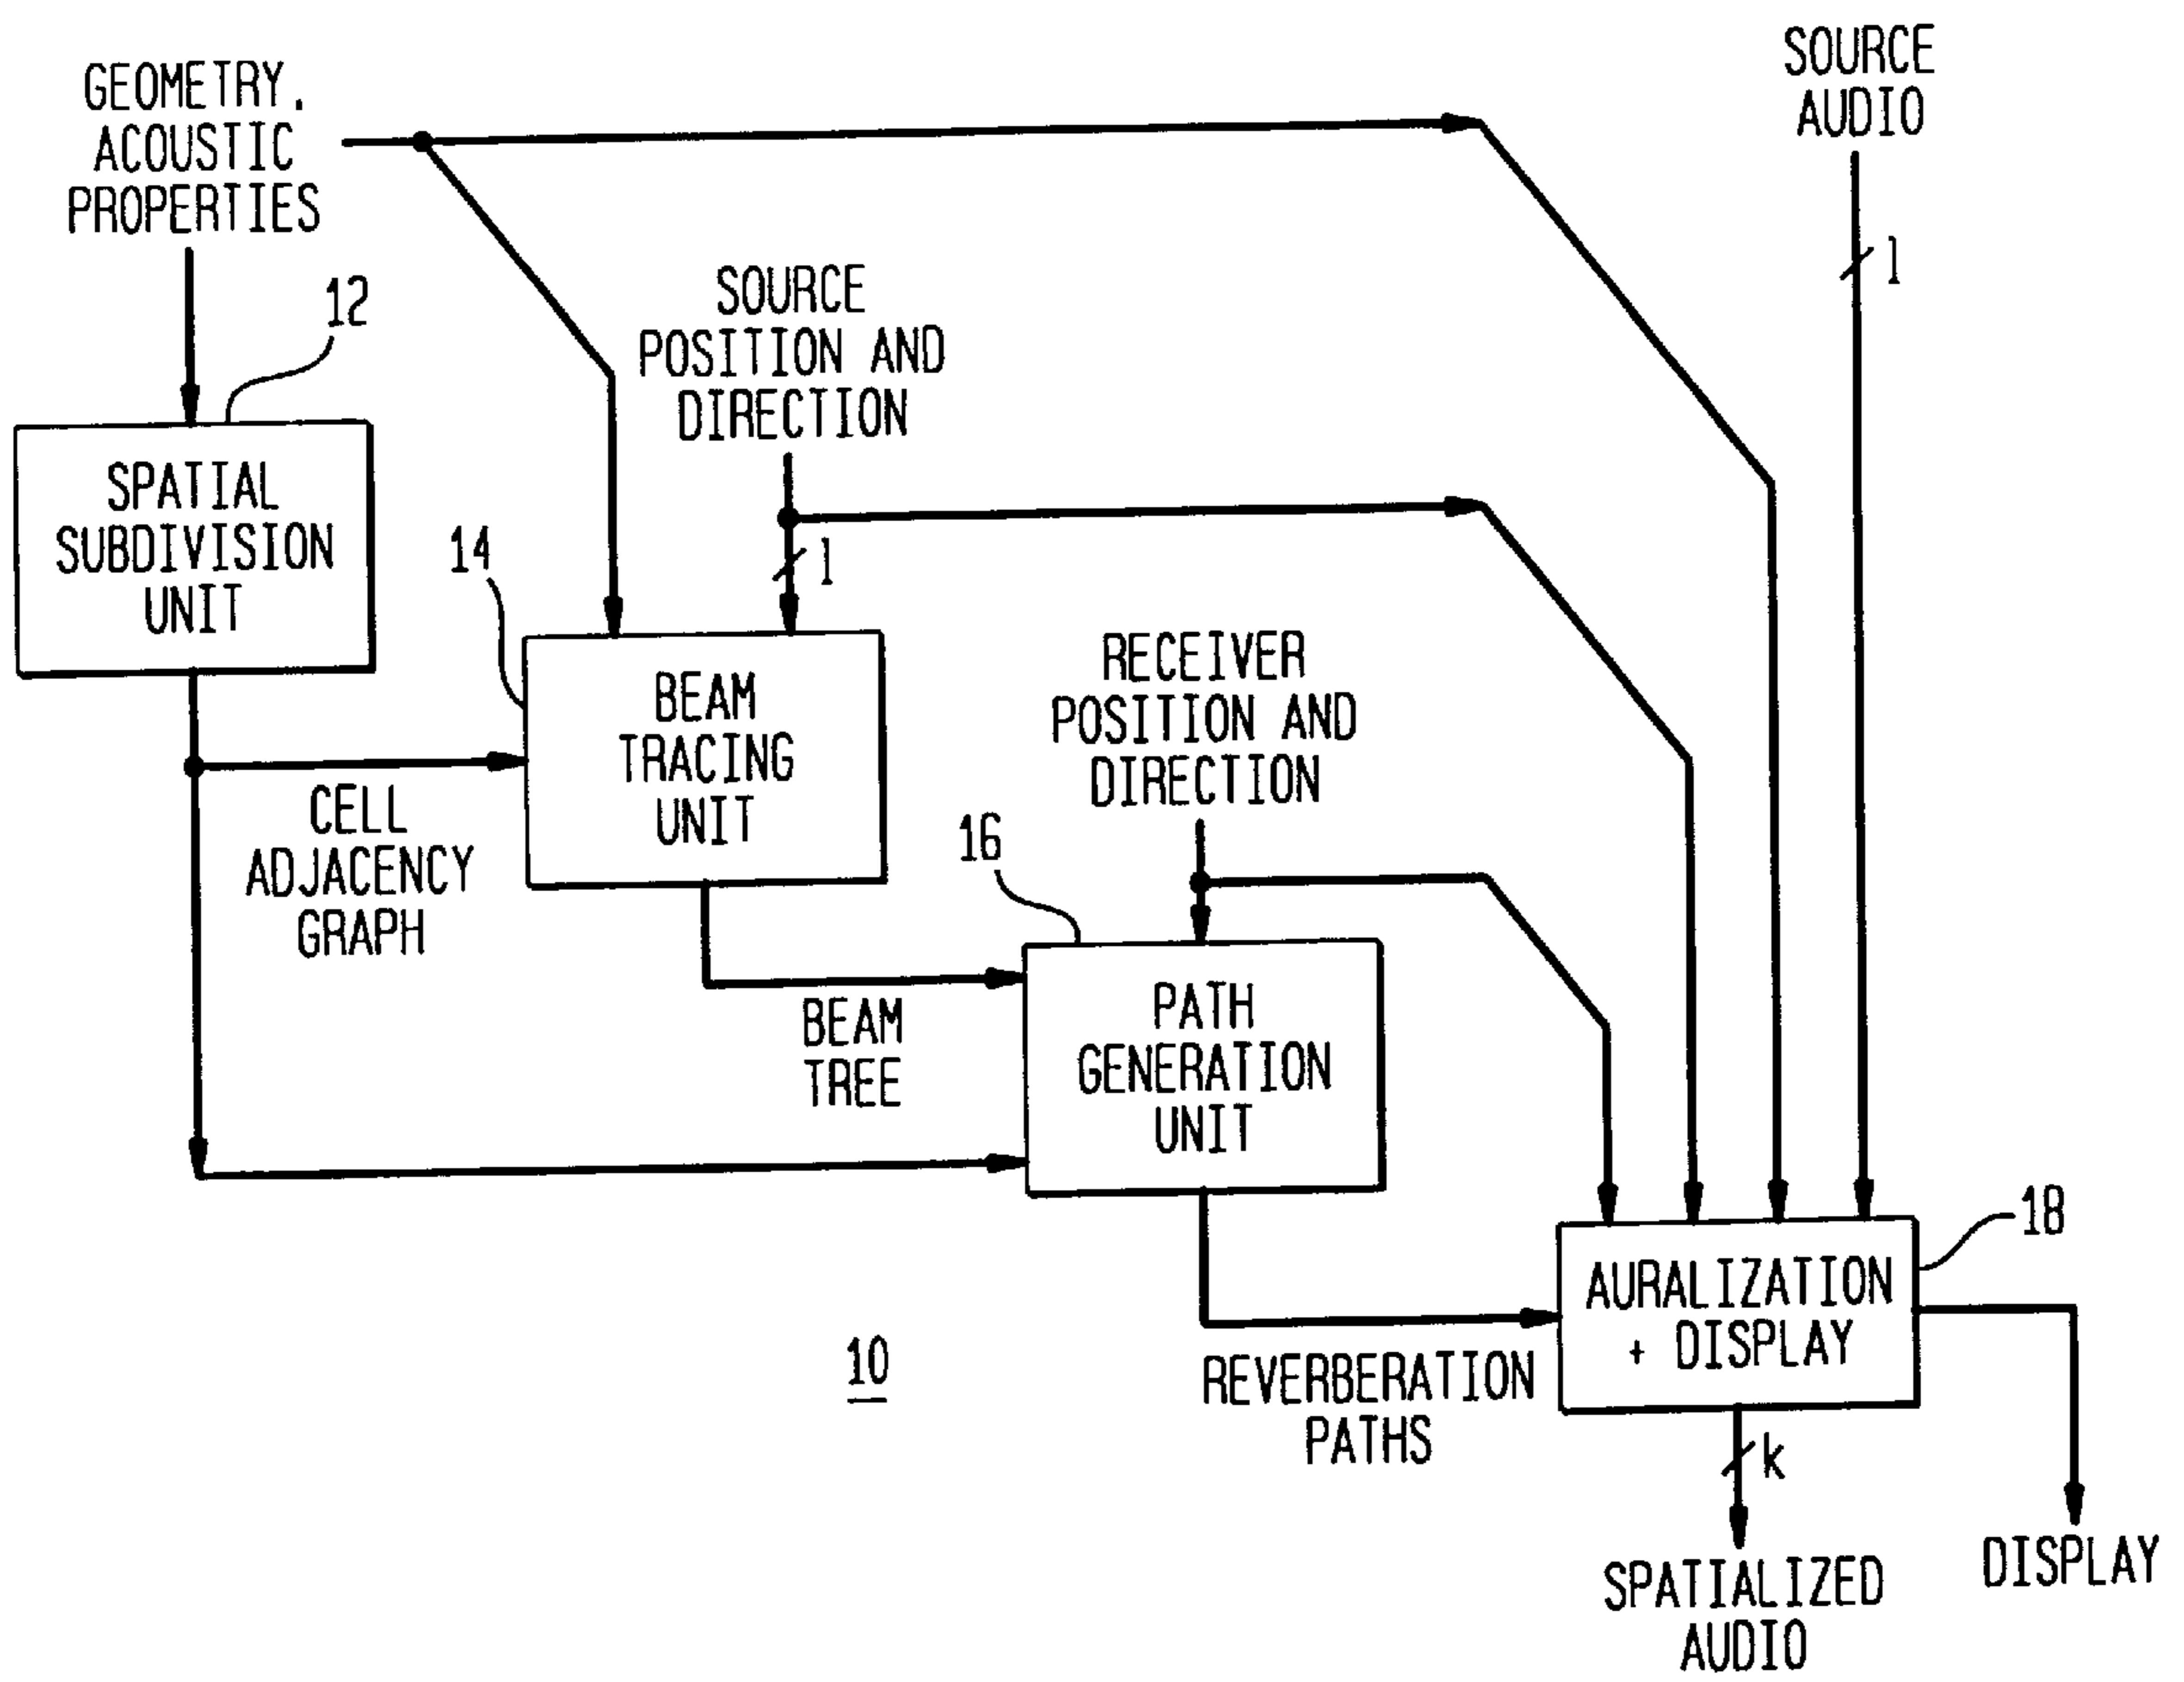 GEOMETRY,
ACOUSTIC
PROPERTIES
SOURCE
AUDIO
l
12
SOURCE
POSITION AND
DIRECTION
l
SPATIAL
SUBDIVISION
UNIT
14
BEAM
TRACING
UNIT
RECEIVER
POSITION AND
DIRECTION
CELL
ADJACENCY
GRAPH
16
BEAM
TREE
PATH
GENERATION
UNIT
18
AURALIZATION
+ DISPLAY
10
REVERBERATION
PATHS
k
SPATIALIZED
AUDIO
DISPLAY